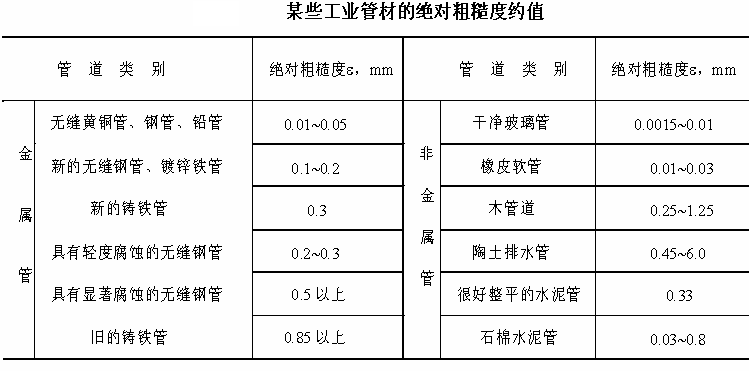 某些工业管材的绝对粗糙度约值
管 道 类 别 绝对粗糙度ε，mm 管 道 类 别 绝对粗糙度ε，mm
金属管 无缝黄铜管、铜管、铅管 0.01~0.05 非金属管 干净玻璃管 0.0015~0.01
新的无缝钢管、镀锌铁管 0.1~0.2 橡皮软管 0.01~0.03
新的铸铁管 0.3 木管道 0.25~1.25
具有轻度腐蚀的无缝钢管 0.2~0.3 陶土排水管 0.45~6.0
具有显著腐蚀的无缝钢管 0.5 以上 很好整平的水泥管 0.33
旧的铸铁管 0.85 以上 石棉水泥管 0.03~0.8